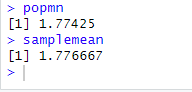 > popmn
[1] 1.77425
> samplemean
[1] 1.776667
>